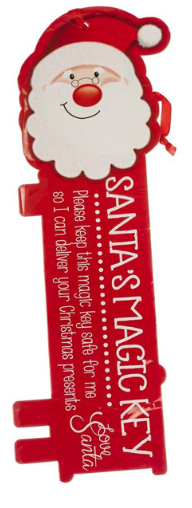 SANTA'S MAGIC KEY
Please keep this magic key safe for me
so I can deliver your Christmas presents
Love
Santa